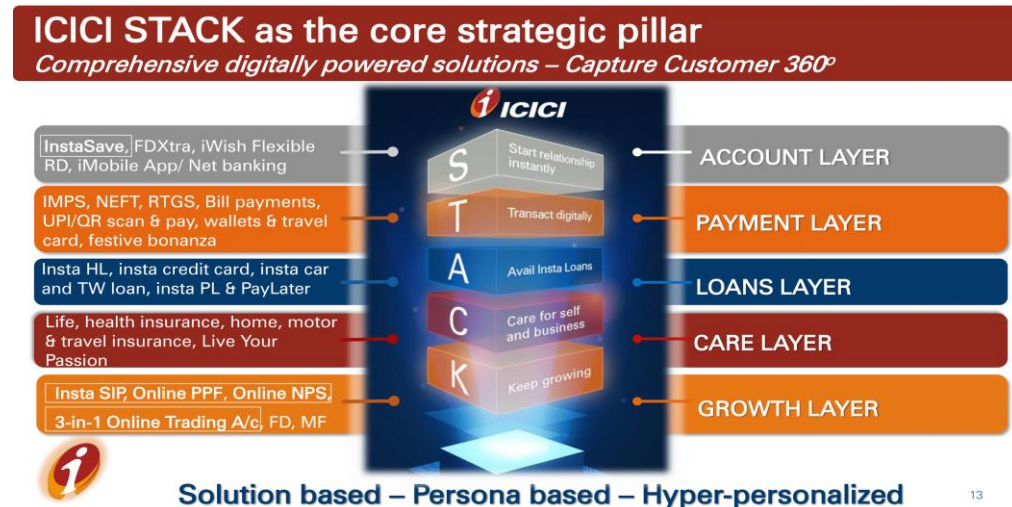 ICICI STACK as the core strategic pillar
Comprehensive digitally powered solutions – Capture Customer 360º
ICICI
InstaSave, FDXtra, iWish Flexible
RD, iMobile App/ Net banking
S
Start relationship
instantly
ACCOUNT LAYER
IMPS, NEFT, RTGS, Bill payments,
UPI/QR scan & pay, wallets & travel
card, festive bonanza
T
Transact digitally
PAYMENT LAYER
Insta HL, insta credit card, insta car
and TW loan, insta PL & PayLater
A
Avail Insta Loans
LOANS LAYER
Life, health insurance, home, motor
& travel insurance, Live Your
Passion
C
Care for self
and business
CARE LAYER
Insta SIP, Online PPF, Online NPS,
3-in-1 Online Trading A/c, FD, MF
K
Keep growing
GROWTH LAYER
Solution based – Persona based – Hyper-personalized
13